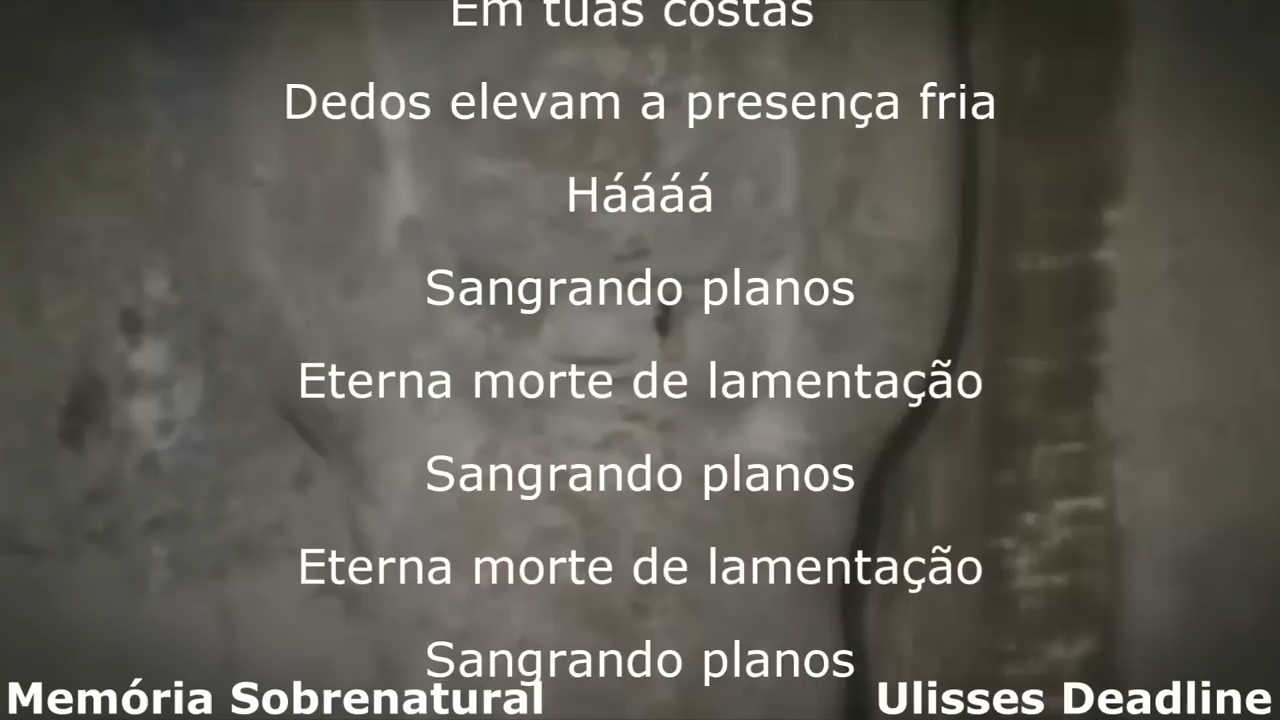 Em tuas costas
Dedos elevam a presença fria
Háááá
Sangrando planos
Eterna morte de lamentação
Sangrando planos
Eterna morte de lamentação
Sangrando planos
Memória Sobrenatural
Ulisses Deadline